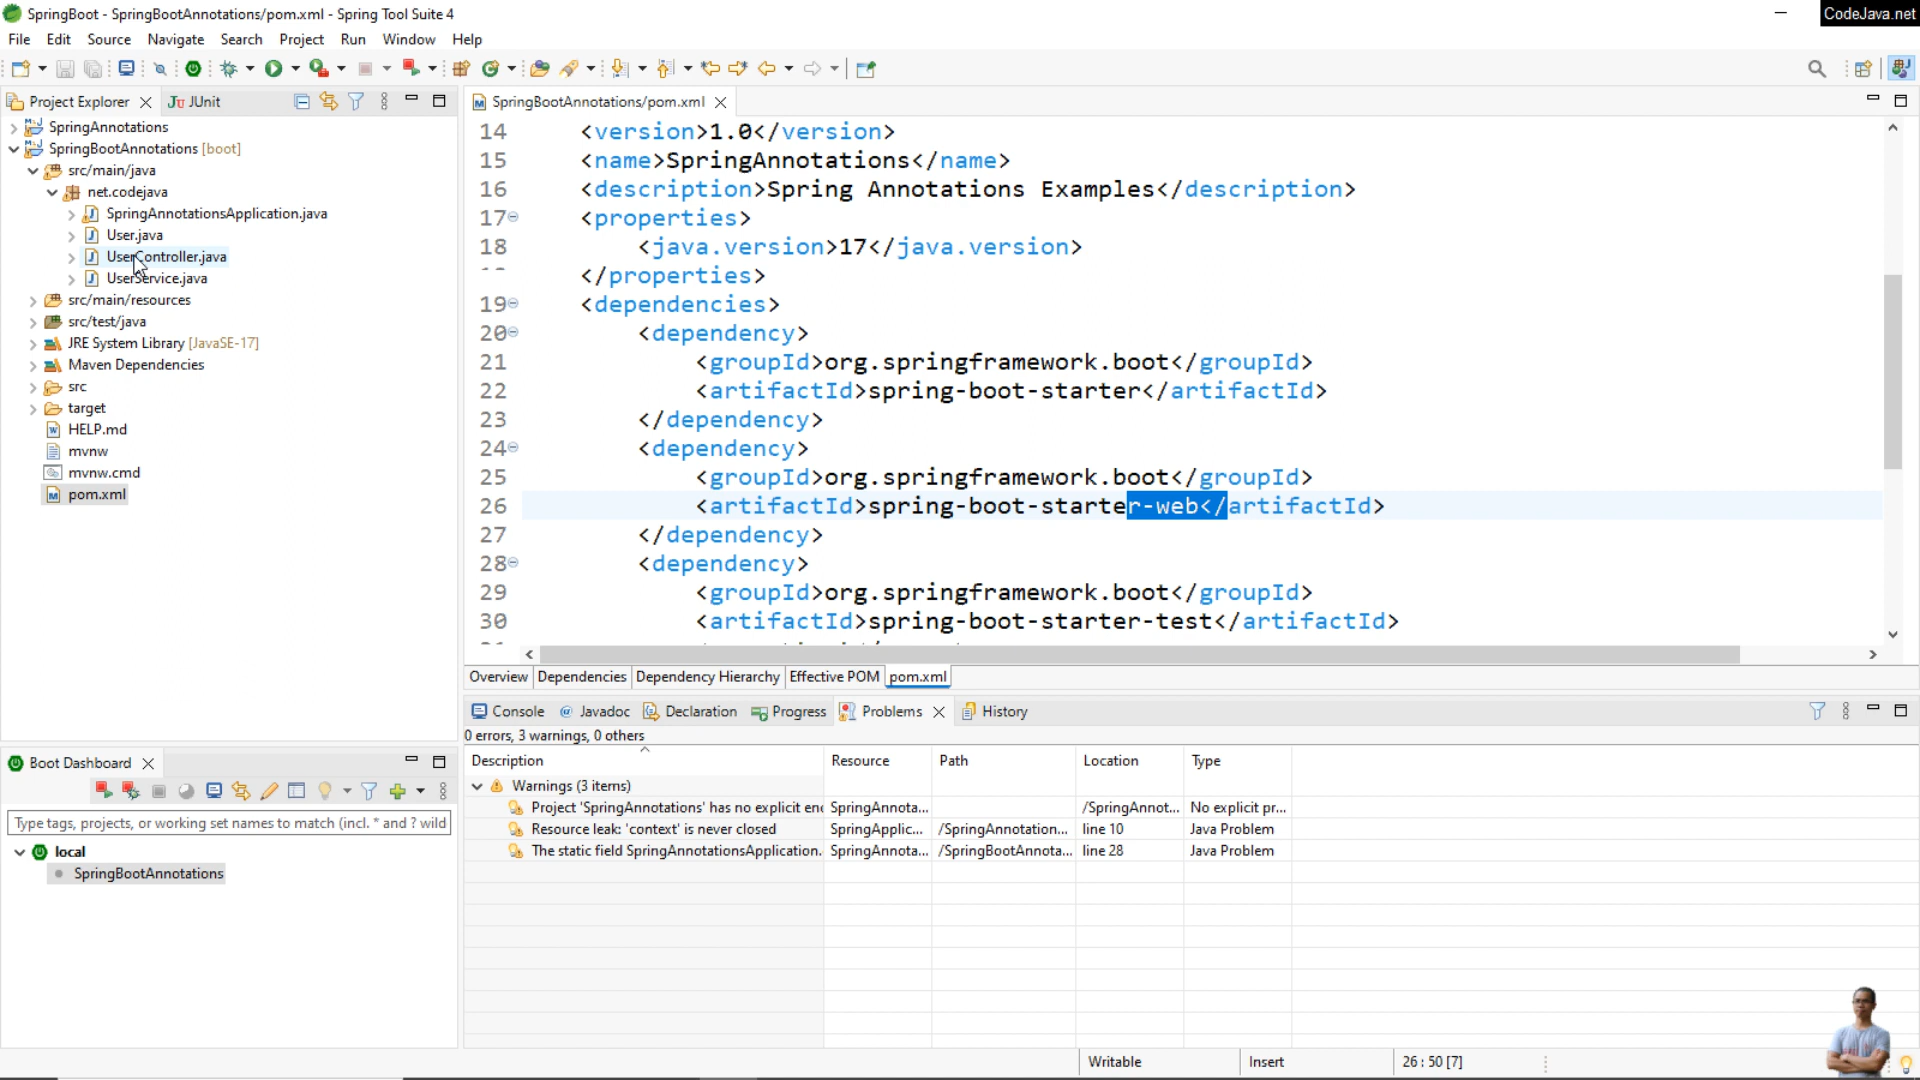 SpringBoot - SpringBootAnnotations/pom.xml - Spring Tool Suite 4
CodeJava.net
File Edit Source Navigate Search Project Run Window Help
Project Explorer
JUnit
SpringAnnotations
SpringBootAnnotations [boot]
src/main/java
net.codejava
SpringAnnotationsApplication.java
User.java
UserController.java
UserService.java
src/main/resources
src/test/java
JRE System Library [JavaSE-17]
Maven Dependencies
src
target
HELP.md
mvnw
mvnw.cmd
pom.xml
SpringBootAnnotations/pom.xml
14 <version>1.0</version>
15 <name>SpringAnnotations</name>
16 <description>Spring Annotations Examples</description>
17 <properties>
18 <java.version>17</java.version>
</properties>
19 <dependencies>
20 <dependency>
21 <groupId>org.springframework.boot</groupId>
22 <artifactId>spring-boot-starter</artifactId>
23 </dependency>
24 <dependency>
25 <groupId>org.springframework.boot</groupId>
26 <artifactId>spring-boot-starter-web</artifactId>
27 </dependency>
28 <dependency>
29 <groupId>org.springframework.boot</groupId>
30 <artifactId>spring-boot-starter-test</artifactId>
Overview Dependencies Dependency Hierarchy Effective POM pom.xml
Console Javadoc Declaration Progress Problems History
0 errors, 3 warnings, 0 others
Description Resource Path Location Type
Warnings (3 items)
Project 'SpringAnnotations' has no explicit enc SpringAnnota... /SpringAnnot... No explicit pr...
Resource leak: 'context' is never closed SpringApplic... /SpringAnnotation... line 10 Java Problem
The static field SpringAnnotationsApplication. SpringAnnota... /SpringBootAnnota... line 28 Java Problem
Boot Dashboard
Type tags, projects, or working set names to match (incl. * and ? wild
local
SpringBootAnnotations
Writable Insert 26 : 50 [7]